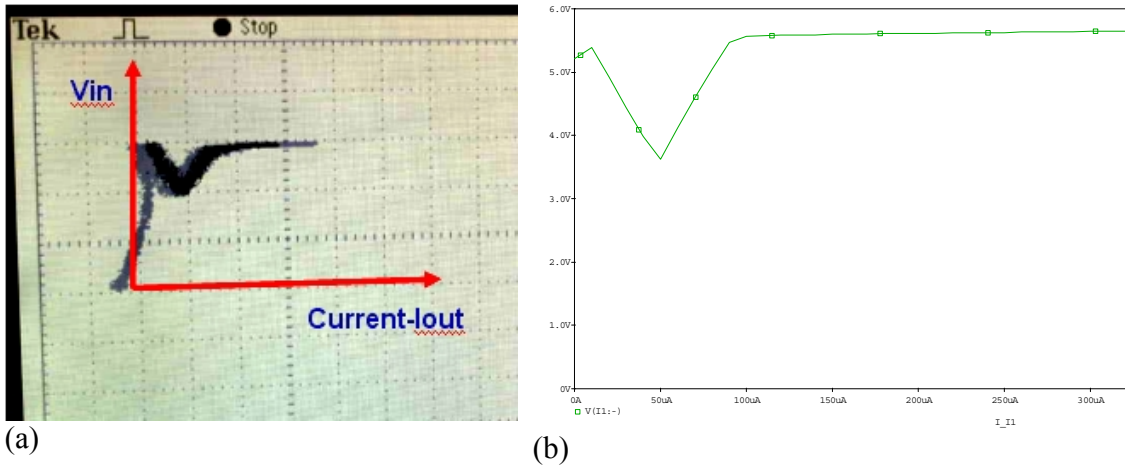 Tek
Stop
Vin
Current-Iout
(a)
6.0V
5.0V
4.0V
3.0V
2.0V
1.0V
0V
0A
50uA
100uA
150uA
200uA
250uA
300uA
V(I1:-)
I_I1
(b)